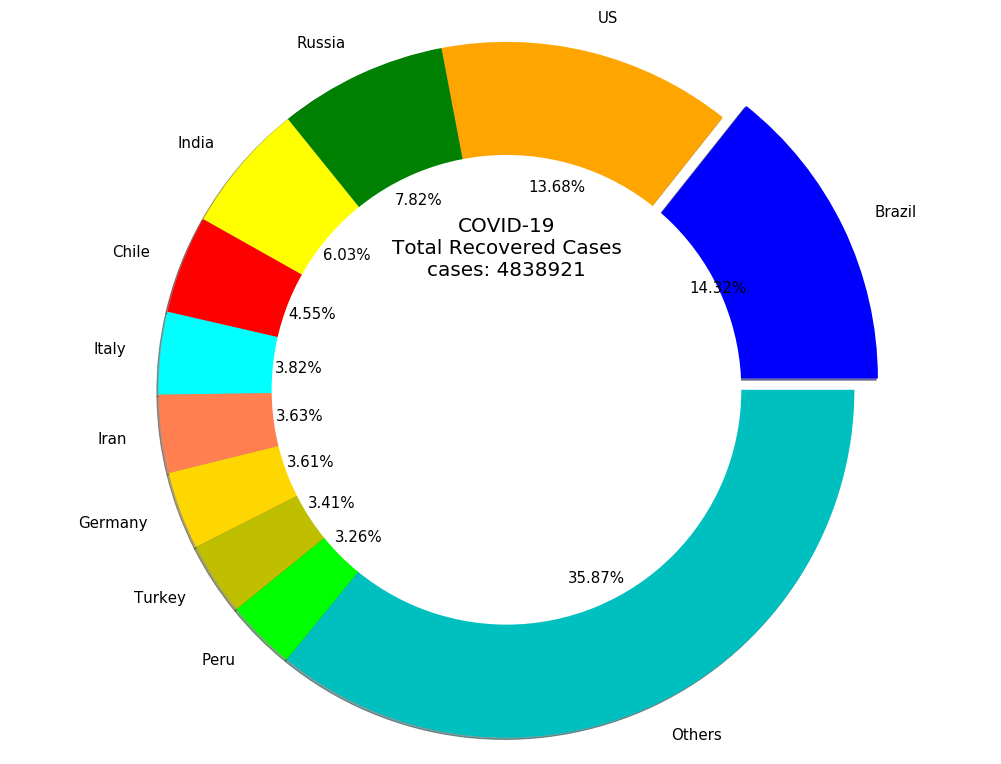 US
Russia
India
Brazil
Chile
Italy
Iran
Germany
Turkey
Peru
Others
13.68%
7.82%
COVID-19
Total Recovered Cases
cases: 4838921
6.03%
14.32%
4.55%
3.82%
3.63%
3.61%
3.41%
3.26%
35.87%